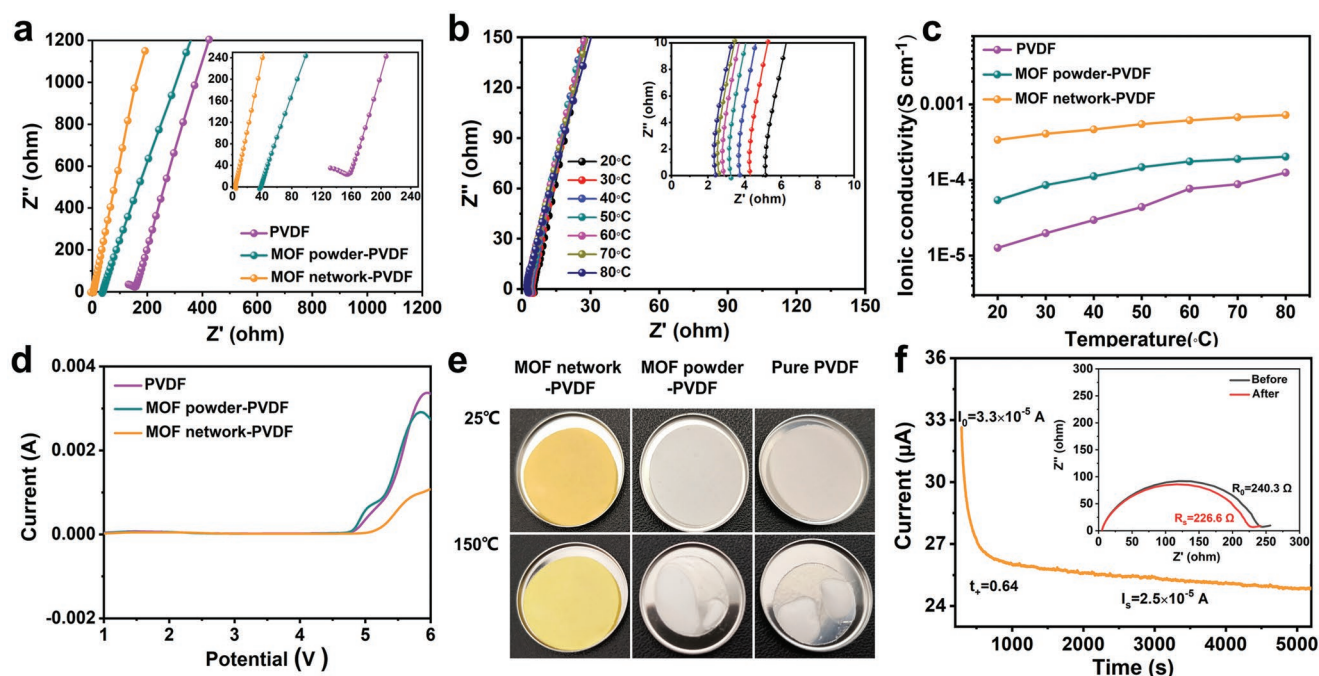 a
1200
1000
800
600
400
200
0
Z'' (ohm)
0 200 400 600 800 1000 1200
Z' (ohm)
240
200
160
120
80
40
0
0 40 80 120 160 200 240
PVDF
MOF powder-PVDF
MOF network-PVDF
b
150
120
90
60
30
0
Z'' (ohm)
0 30 60 90 120 150
Z' (ohm)
20◦C
30◦C
40◦C
50◦C
60◦C
70◦C
80◦C
10
8
6
4
2
0
Z'' (ohm)
0 2 4 6 8 10
Z' (ohm)
c
Ionic conductivity(S cm⁻¹)
0.001
1E-4
1E-5
PVDF
MOF powder-PVDF
MOF network-PVDF
20 30 40 50 60 70 80
Temperature(◦C)
d
0.004
0.002
0.000
-0.002
Current (A)
PVDF
MOF powder-PVDF
MOF network-PVDF
1 2 3 4 5 6
Potential (V)
e
MOF network
-PVDF
MOF powder
-PVDF
Pure PVDF
25℃
150℃
f
36
33
30
27
24
Current (μA)
I₀=3.3×10⁻⁵ A
t₊=0.64
Iₛ=2.5×10⁻⁵ A
1000 2000 3000 4000 5000
Time (s)
300
250
200
150
100
50
0
Z'' (ohm)
Before
After
R₀=240.3 Ω
Rₛ=226.6 Ω
0 50 100 150 200 250 300
Z' (ohm)